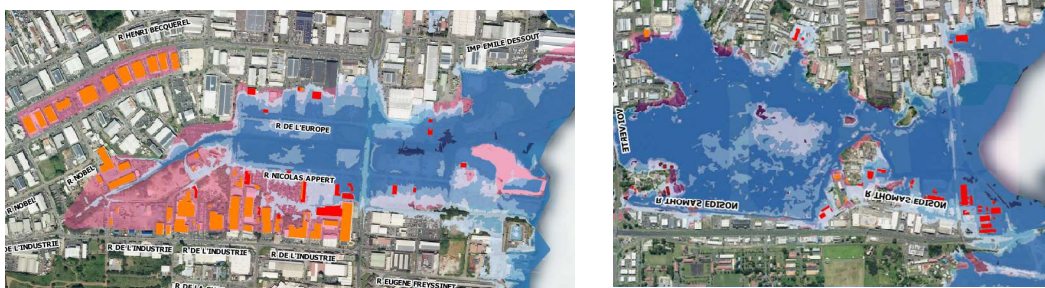 R HENRI BECQUEREL
IMP EMILE DESSOUT
R DE L'EUROPE
R NOBEL
R NICOLAS APPERT
R NOBEL
DE L'INDUSTRIE
R DE L'INDUSTRIE
R DE L'INDUSTRIE
R DE L'INDUSTRIE
R EUGENE FREYSSINET
VOLTAIRE
R THOMAS EDISON
R THOMAS EDISON